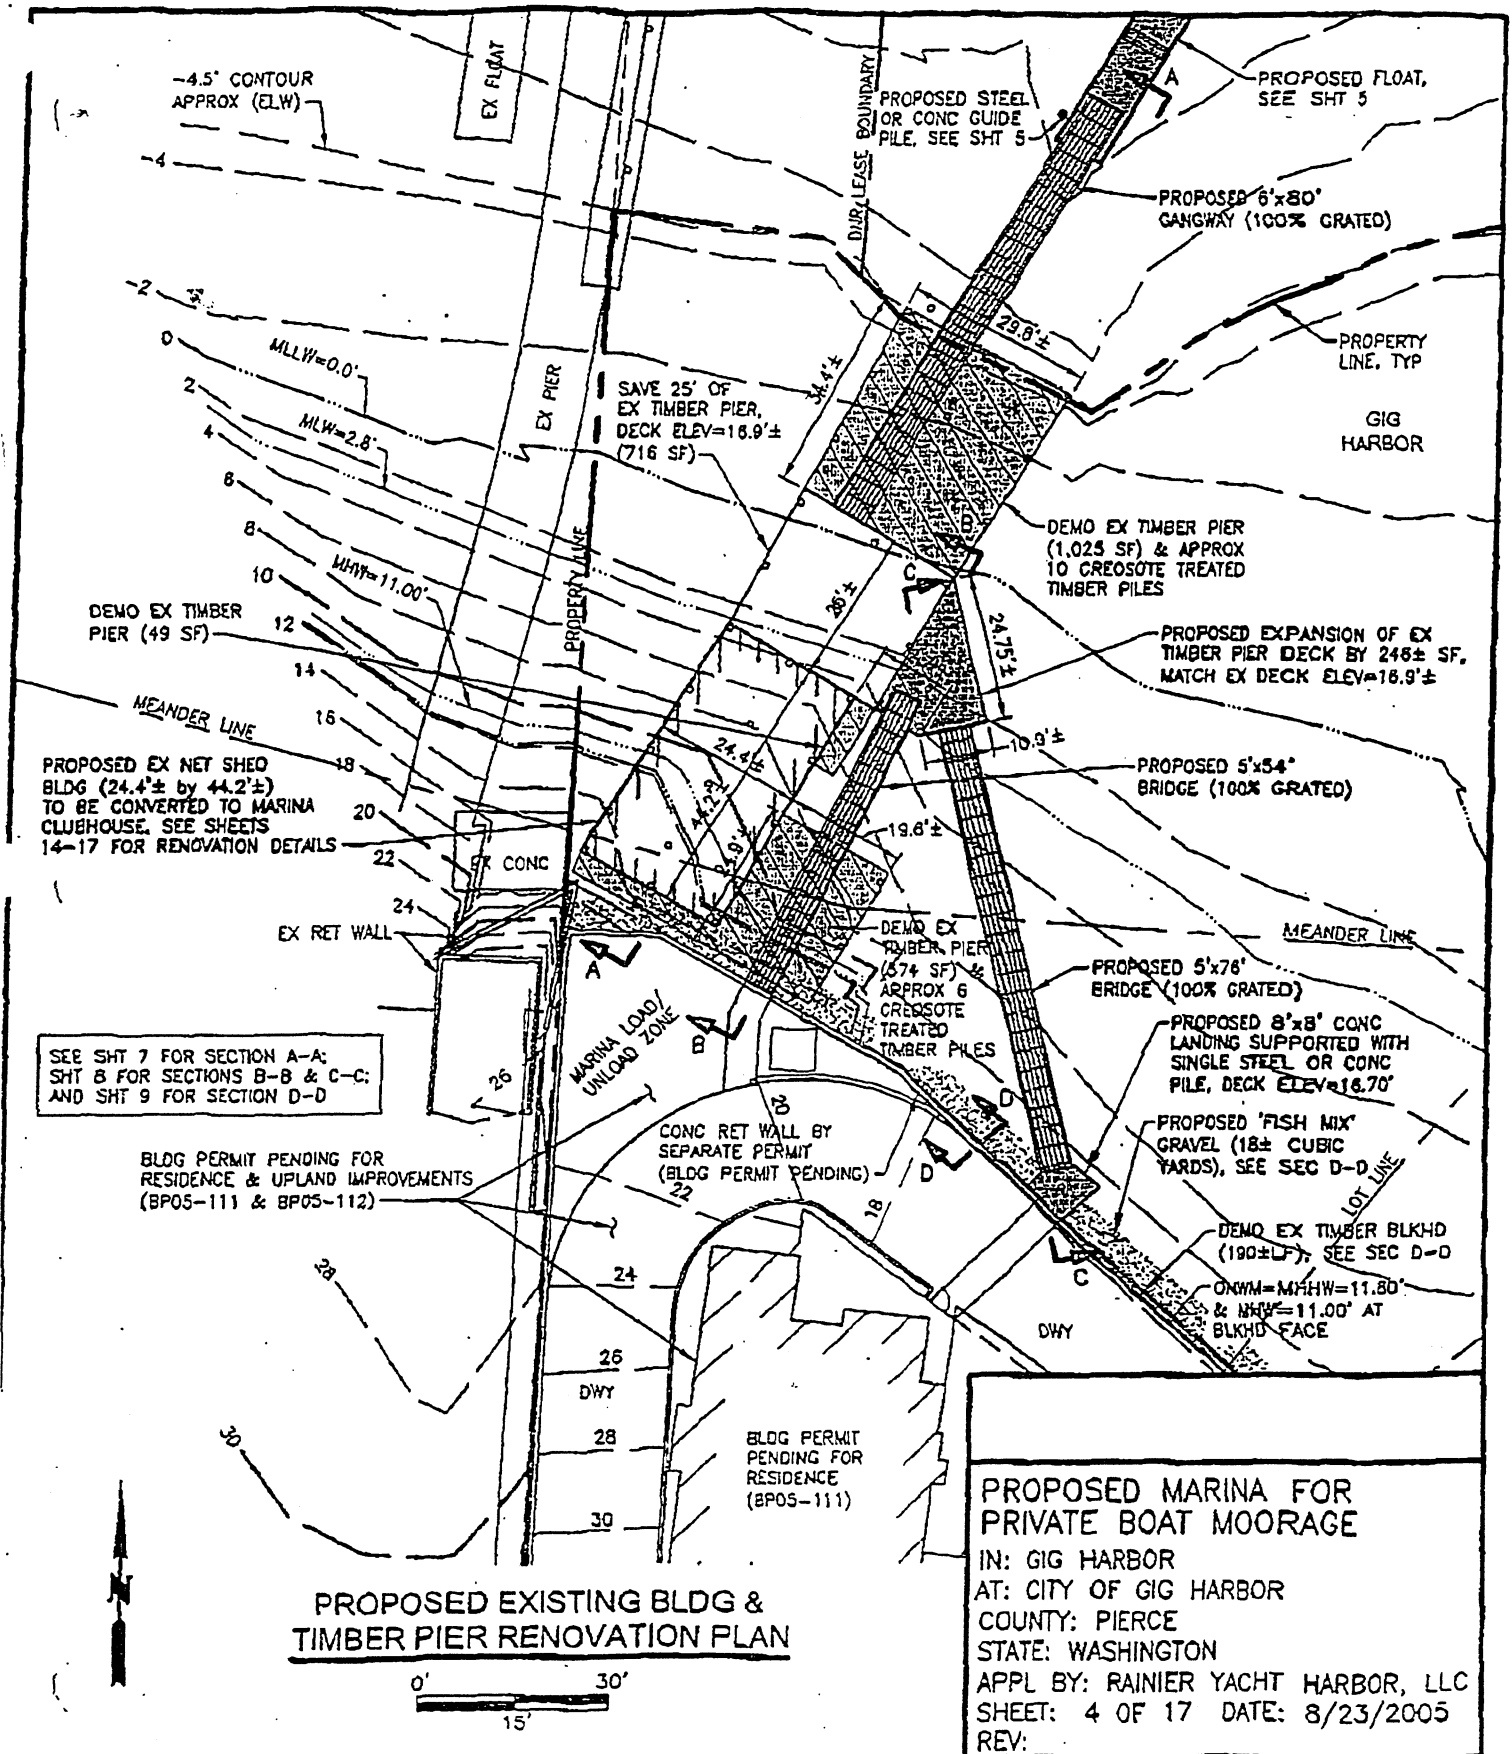 -4.5' CONTOUR
APPROX (ELW)
EX FLOAT
DNR LEASE BOUNDARY
PROPOSED STEEL
OR CONC GUIDE
PILE, SEE SHT 5
A
PROPOSED FLOAT,
SEE SHT 5
-4
PROPOSED 6'x80'
GANGWAY (100% GRATED)
-2
0
MLLW=0.0'
2
MLW=2.8'
4
6
8
10
MHW=11.00'
12
14
16
18
20
22
24
EX PIER
SAVE 25' OF
EX TIMBER PIER,
DECK ELEV=16.9'±
(716 SF)
34.4'±
29.8'±
PROPERTY
LINE, TYP
GIG
HARBOR
PROPERTY LINE
B
C
26'±
DEMO EX TIMBER PIER
(1,025 SF) & APPROX
10 CREOSOTE TREATED
TIMBER PILES
DEMO EX TIMBER
PIER (49 SF)
24.75'±
PROPOSED EXPANSION OF EX
TIMBER PIER DECK BY 246± SF,
MATCH EX DECK ELEV=16.9'±
MEANDER LINE
24.4'±
44.2'±
10.9'±
PROPOSED EX NET SHED
BLDG (24.4'± by 44.2'±)
TO BE CONVERTED TO MARINA
CLUBHOUSE. SEE SHEETS
14-17 FOR RENOVATION DETAILS
PROPOSED 5'x54'
BRIDGE (100% GRATED)
19.6'±
EX CONC
EX RET WALL
DEMO EX
TIMBER PIER
(574 SF) &
APPROX 6
CREOSOTE
TREATED
TIMBER PILES
MEANDER LINE
PROPOSED 5'x76'
BRIDGE (100% GRATED)
A
B
MARINA LOAD/
UNLOAD ZONE
PROPOSED 8'x8' CONC
LANDING SUPPORTED WITH
SINGLE STEEL OR CONC
PILE, DECK ELEV=16.70'
SEE SHT 7 FOR SECTION A-A;
SHT 8 FOR SECTIONS B-B & C-C;
AND SHT 9 FOR SECTION D-D
26
20
D
D
PROPOSED 'FISH MIX'
GRAVEL (18± CUBIC
YARDS), SEE SEC D-D
LOT LINE
CONC RET WALL BY
SEPARATE PERMIT
(BLDG PERMIT PENDING)
BLDG PERMIT PENDING FOR
RESIDENCE & UPLAND IMPROVEMENTS
(BP05-111 & BP05-112)
22
18
DEMO EX TIMBER BLKHD
(190±LF), SEE SEC D-D
C
OHWM=MHHW=11.80'
& MHW=11.00' AT
BLKHD FACE
28
24
DWY
26
DWY
28
30
30
BLDG PERMIT
PENDING FOR
RESIDENCE
(BP05-111)
N
PROPOSED EXISTING BLDG &
TIMBER PIER RENOVATION PLAN
0' 30'
15'
PROPOSED MARINA FOR
PRIVATE BOAT MOORAGE
IN: GIG HARBOR
AT: CITY OF GIG HARBOR
COUNTY: PIERCE
STATE: WASHINGTON
APPL BY: RAINIER YACHT HARBOR, LLC
SHEET: 4 OF 17 DATE: 8/23/2005
REV: